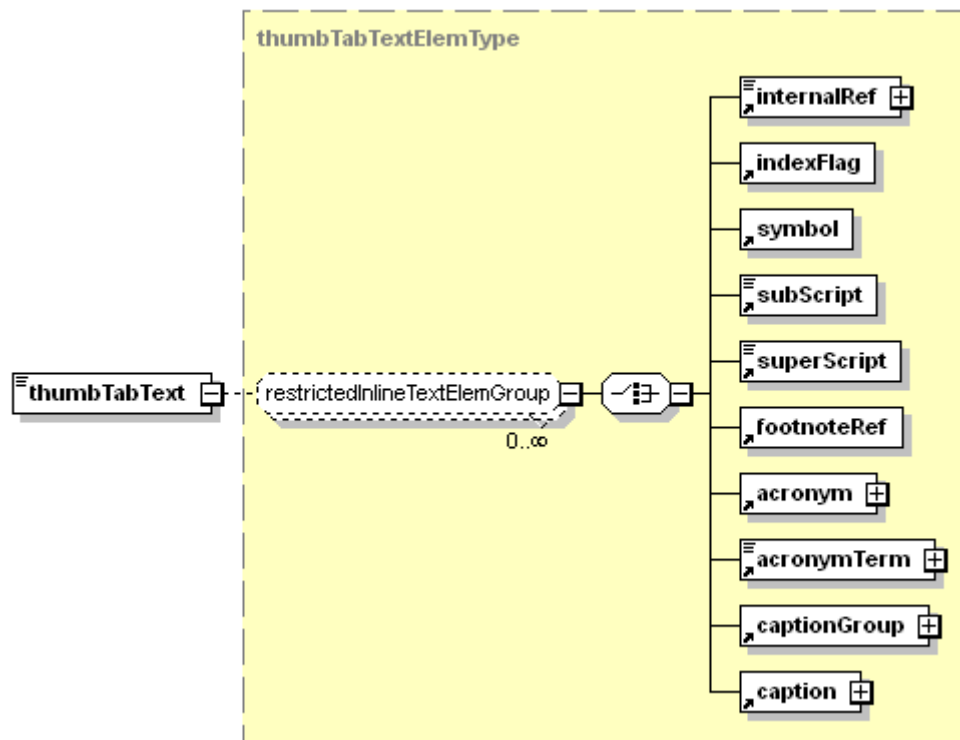 thumbTabTextElemType
internalRef
indexFlag
symbol
subScript
superScript
thumbTabText
restrictedInlineTextElemGroup
0..∞
footnoteRef
acronym
acronymTerm
captionGroup
caption